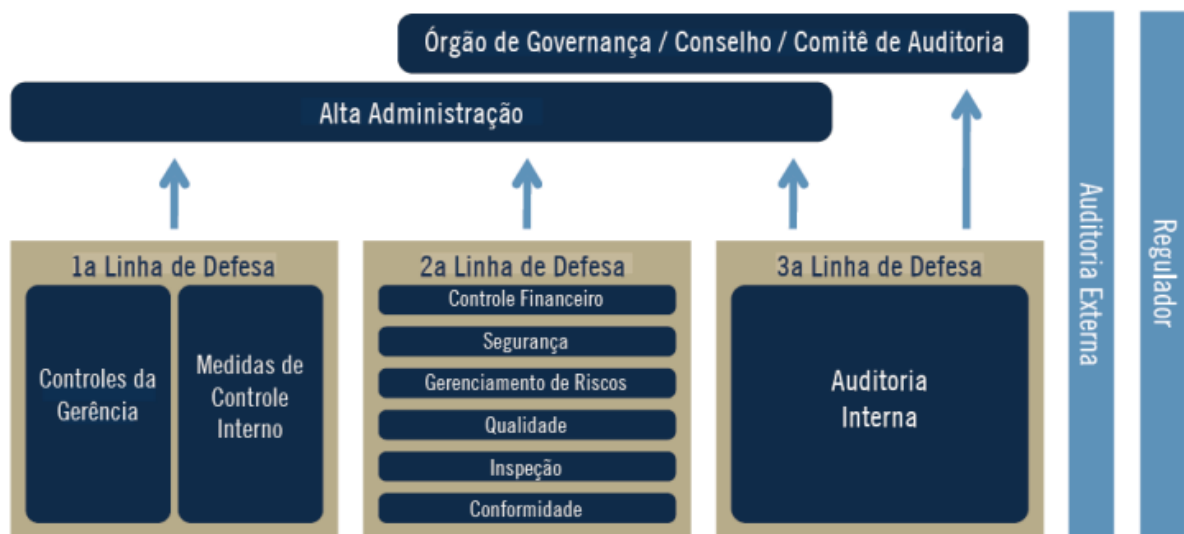 Órgão de Governança / Conselho / Comitê de Auditoria
Alta Administração
1a Linha de Defesa
Controles da
Gerência
Medidas de
Controle
Interno
2a Linha de Defesa
Controle Financeiro
Segurança
Gerenciamento de Riscos
Qualidade
Inspeção
Conformidade
3a Linha de Defesa
Auditoria
Interna
Auditoria Externa
Regulador